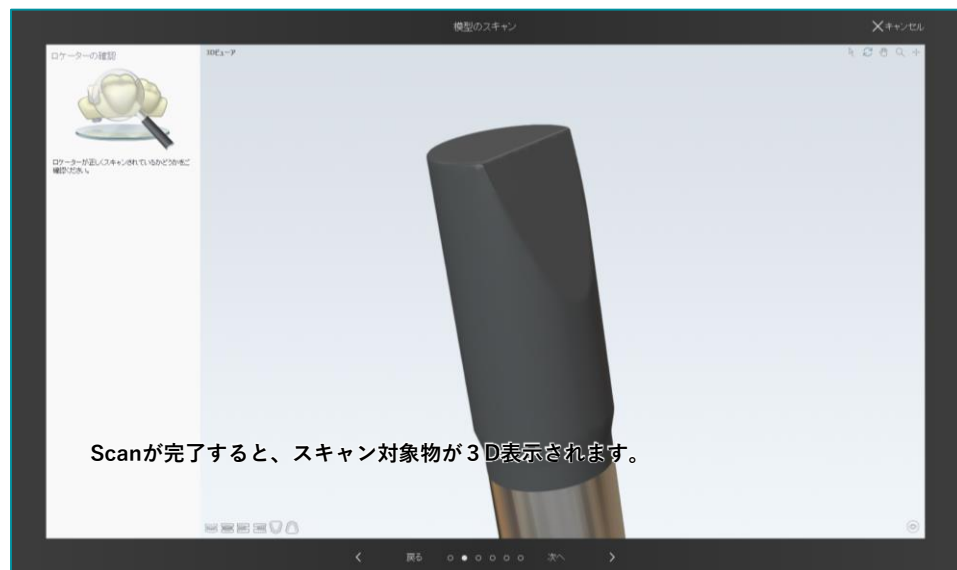 模型のスキャン
キャンセル
ロケーターの確認
3Dビューア
ロケーターが正しくスキャンされているかどうかをご
確認ください。
Scanが完了すると、スキャン対象物が３D表示されます。
戻る
次へ